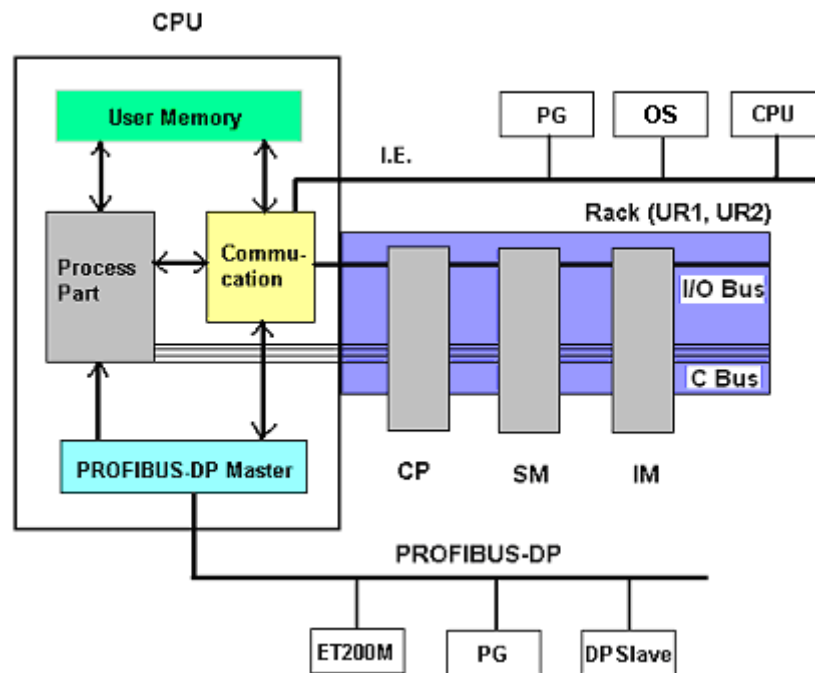 CPU
User Memory
PG
OS
CPU
I.E.
Rack (UR1, UR2)
Process
Part
Commu-
cation
I/O Bus
C Bus
PROFIBUS-DP Master
CP
SM
IM
PROFIBUS-DP
ET200M
PG
DP Slave